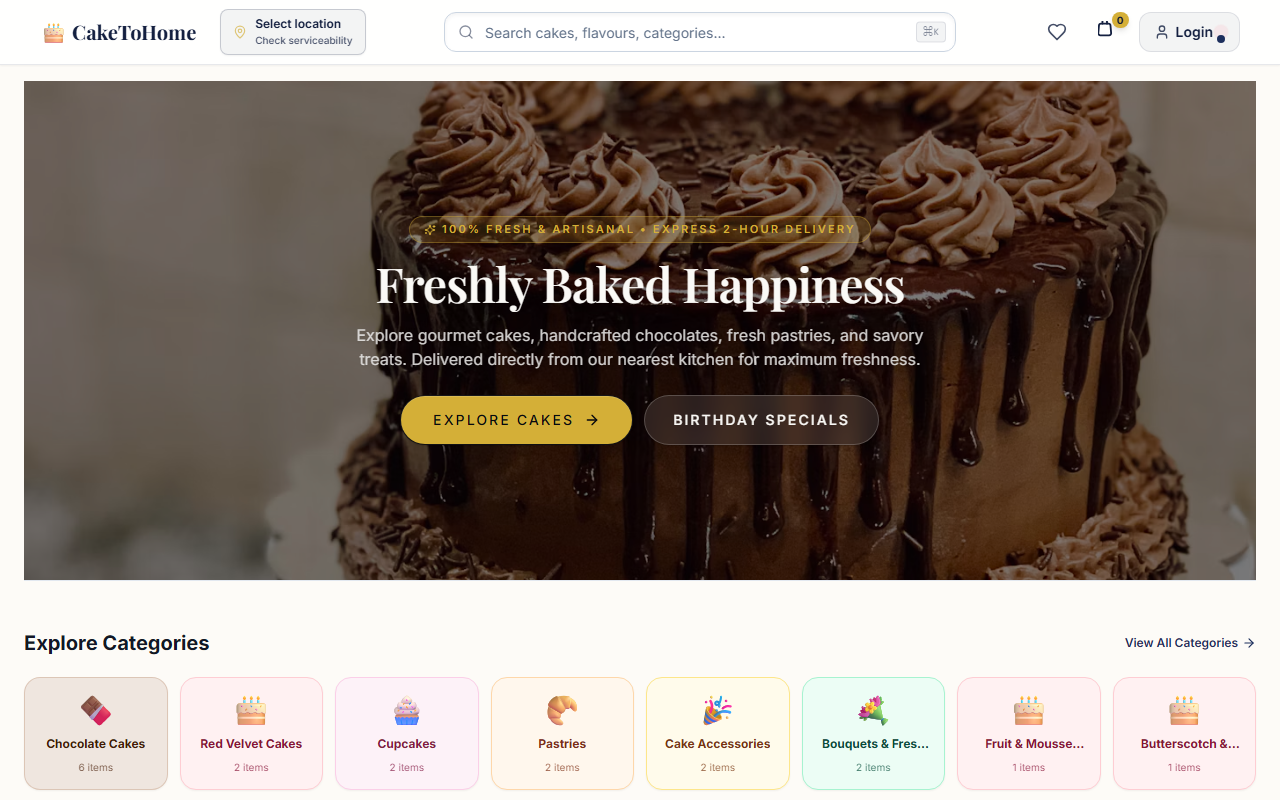 CakeToHome
Select location
Check serviceability
Search cakes, flavours, categories...
⌘K
0
Login
100% FRESH & ARTISANAL • EXPRESS 2-HOUR DELIVERY
Freshly Baked Happiness
Explore gourmet cakes, handcrafted chocolates, fresh pastries, and savory
treats. Delivered directly from our nearest kitchen for maximum freshness.
EXPLORE CAKES →
BIRTHDAY SPECIALS
Explore Categories
View All Categories →
Chocolate Cakes
6 items
Red Velvet Cakes
2 items
Cupcakes
2 items
Pastries
2 items
Cake Accessories
2 items
Bouquets & Fres...
2 items
Fruit & Mousse...
1 items
Butterscotch &...
1 items